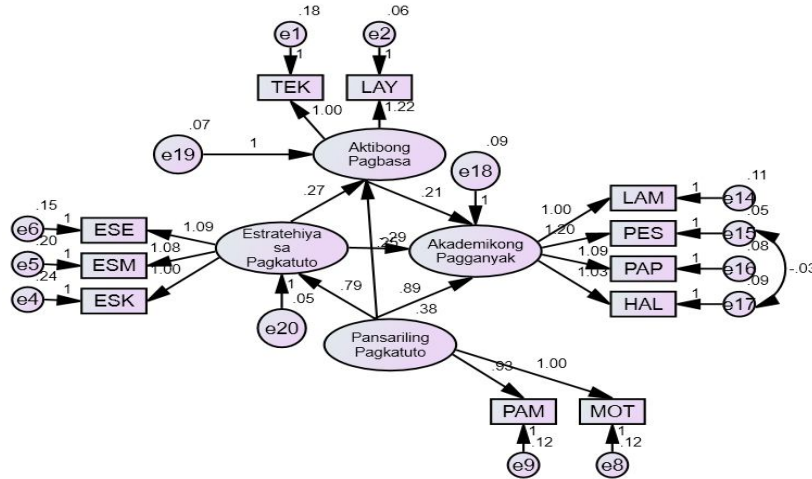 .18
.06
e1
e2
1
1
TEK
LAY
1.00
1.22
.07
e19
1
Aktibong
Pagbasa
.09
e18
1
.27
.21
.15
e6
1
ESE
1.09
.20
e5
1
ESM
1.08
.24
e4
1
ESK
1.00
Estratehiya
sa
Pagkatuto
.29
Akademikong
Pagganyak
1.00
LAM
1
.11
e14
1.20
PES
1
.05
e15
1.09
PAP
1
.08
e16
1.03
HAL
1
.09
e17
-.03
1
.05
e20
.79
.89
.38
Pansariling
Pagkatuto
.93
1.00
PAM
MOT
1
.12
e9
1
.12
e8